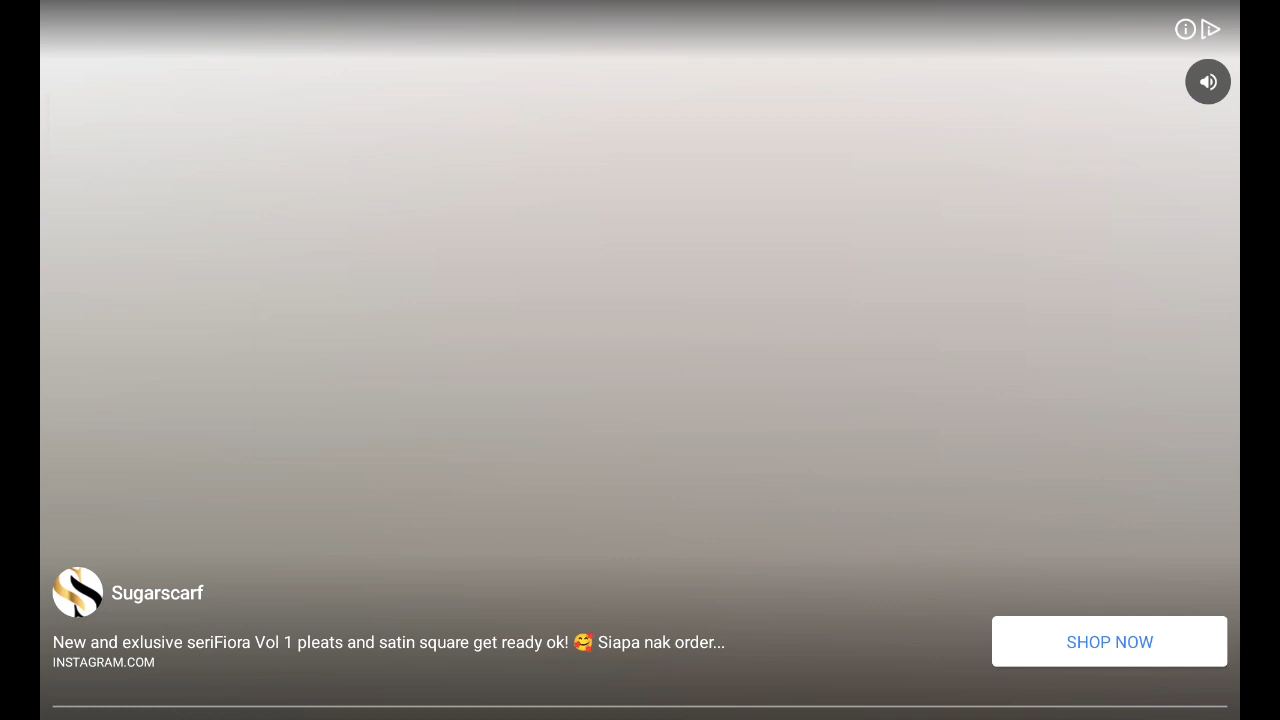 Sugarscarf
New and exlusive seriFiora Vol 1 pleats and satin square get ready ok! 🥰 Siapa nak order...
INSTAGRAM.COM
SHOP NOW